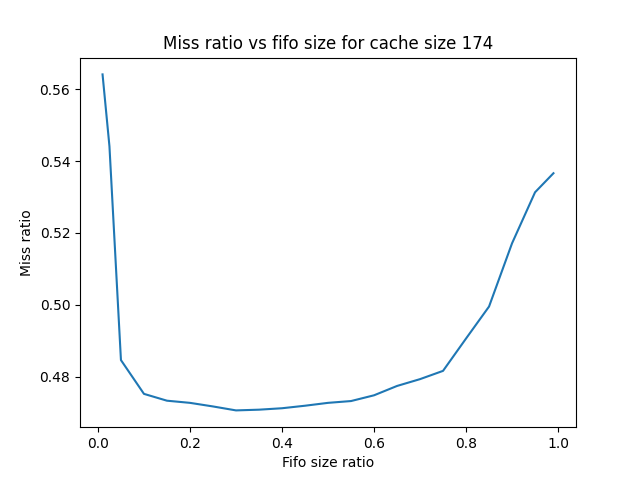 Miss ratio vs fifo size for cache size 174
0.56
0.54
0.52
0.50
0.48
Miss ratio
0.0 0.2 0.4 0.6 0.8 1.0
Fifo size ratio